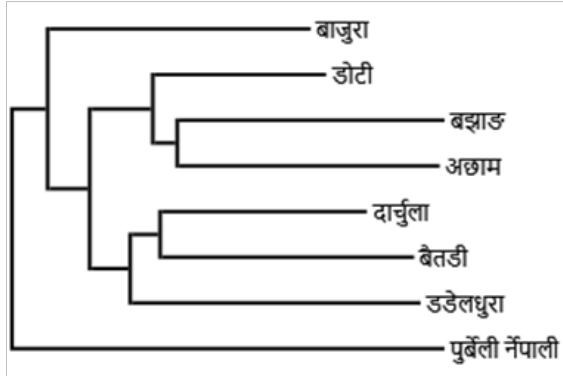 बाजुरा
डोटी
बझाङ
अछाम
दार्चुला
बैतडी
डडेलधुरा
पुर्बेली र्नेपाली